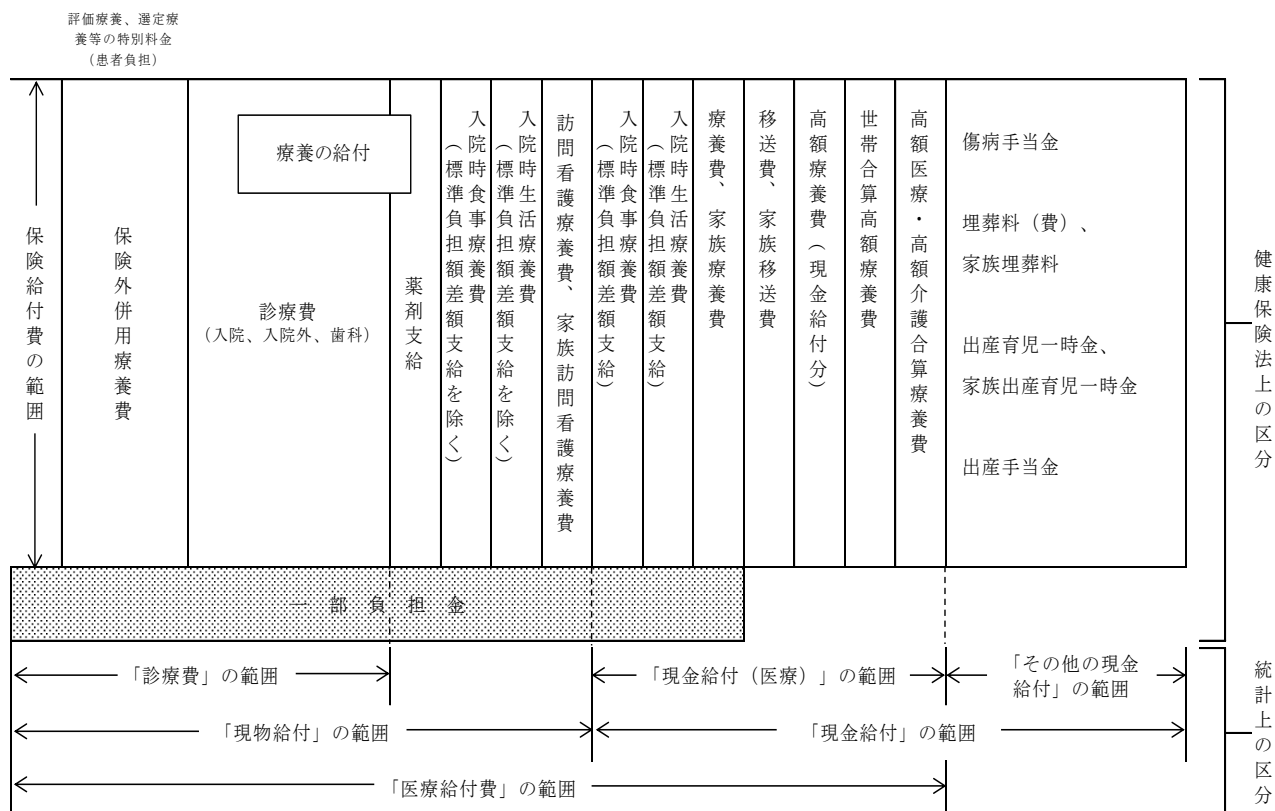 評価療養、選定療
養等の特別料金
(患者負担)
保険給付費の範囲
保険外併用療養費
療養の給付
診療費
(入院、入院外、歯科)
薬剤支給
入院時食事療養費
(標準負担額差額支給を除く)
入院時生活療養費
(標準負担額差額支給を除く)
訪問看護療養費、家族訪問看護療養費
入院時食事療養費
(標準負担額差額支給)
入院時生活療養費
(標準負担額差額支給)
療養費、家族療養費
移送費、家族移送費
高額療養費(現金給付分)
世帯合算高額療養費
高額医療・高額介護合算療養費
傷病手当金
埋葬料(費)、
家族埋葬料
出産育児一時金、
家族出産育児一時金
出産手当金
健康保険法上の区分
一部負担金
「診療費」の範囲
「現金給付(医療)」の範囲
「その他の現金
給付」の範囲
「現物給付」の範囲
「現金給付」の範囲
「医療給付費」の範囲
統計上の区分